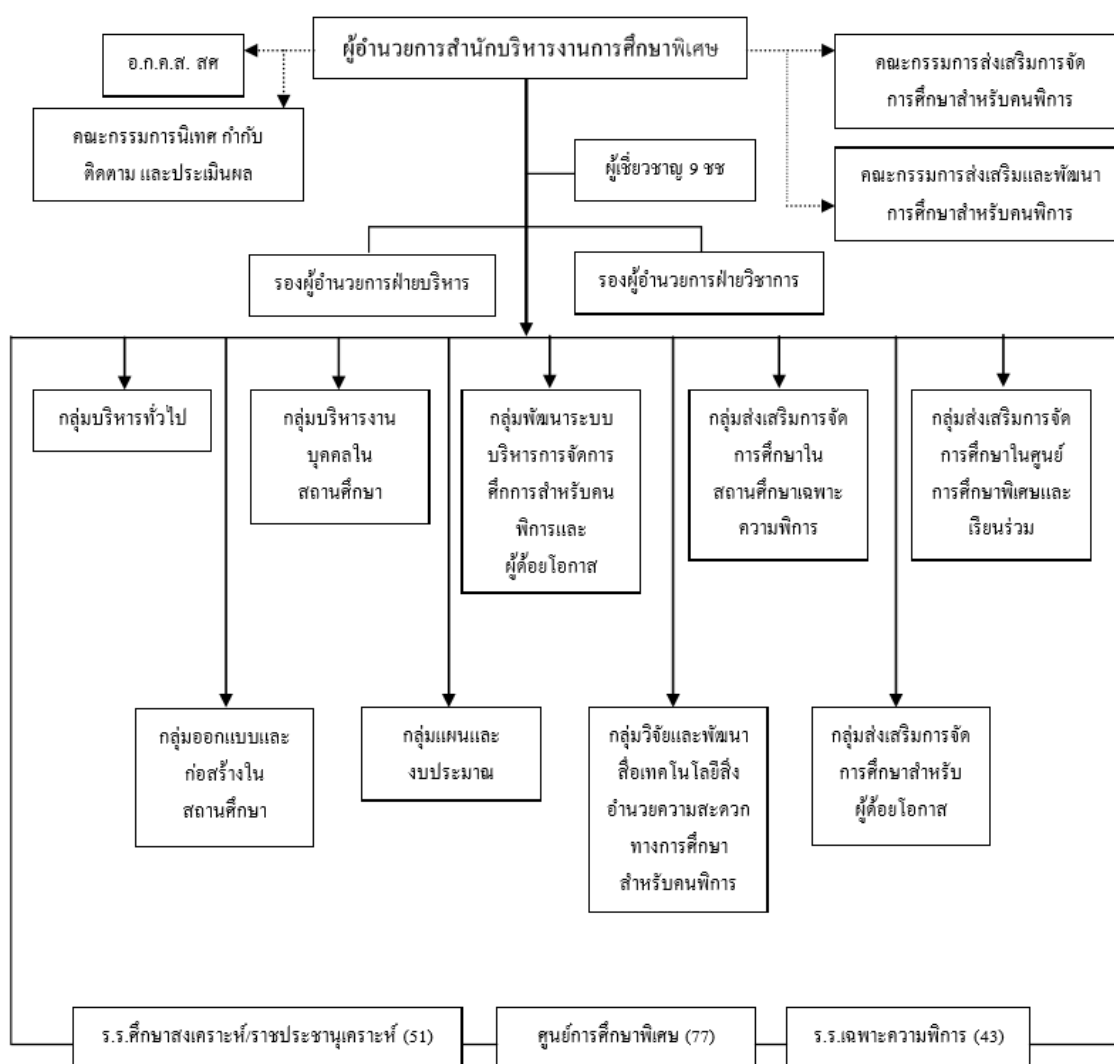 ผู้อำนวยการสำนักบริหารงานการศึกษาพิเศษ
อ.ก.ค.ส. สศ
คณะกรรมการส่งเสริมการจัด
การศึกษาสำหรับคนพิการ
คณะกรรมการนิเทศ กำกับ
ติดตาม และประเมินผล
ผู้เชี่ยวชาญ 9 ชช
คณะกรรมการส่งเสริมและพัฒนา
การศึกษาสำหรับคนพิการ
รองผู้อำนวยการฝ่ายบริหาร
รองผู้อำนวยการฝ่ายวิชาการ
กลุ่มบริหารทั่วไป
กลุ่มบริหารงาน
บุคคลใน
สถานศึกษา
กลุ่มพัฒนาระบบ
บริหารการจัดการ
ศึกการสำหรับคน
พิการและ
ผู้ด้อยโอกาส
กลุ่มส่งเสริมการจัด
การศึกษาใน
สถานศึกษาเฉพาะ
ความพิการ
กลุ่มส่งเสริมการจัด
การศึกษาในศูนย์
การศึกษาพิเศษและ
เรียนร่วม
กลุ่มออกแบบและ
ก่อสร้างใน
สถานศึกษา
กลุ่มแผนและ
งบประมาณ
กลุ่มวิจัยและพัฒนา
สื่อเทคโนโลยีสิ่ง
อำนวยความสะดวก
ทางการศึกษา
สำหรับคนพิการ
กลุ่มส่งเสริมการจัด
การศึกษาสำหรับ
ผู้ด้อยโอกาส
ร.ร.ศึกษาสงเคราะห์/ราชประชานุเคราะห์ (51)
ศูนย์การศึกษาพิเศษ (77)
ร.ร.เฉพาะความพิการ (43)